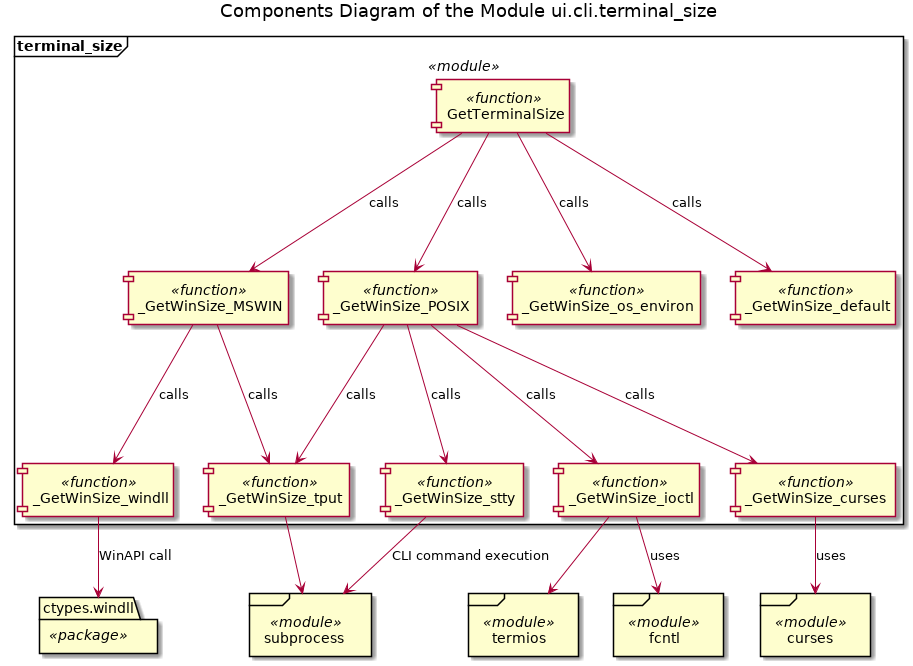 Components Diagram of the Module ui.cli.terminal_size
terminal_size
«module»
«function»
GetTerminalSize
calls
calls
calls
calls
«function»
_GetWinSize_MSWIN
«function»
_GetWinSize_POSIX
«function»
_GetWinSize_os_environ
«function»
_GetWinSize_default
calls
calls
calls
calls
calls
calls
«function»
_GetWinSize_windll
«function»
_GetWinSize_tput
«function»
_GetWinSize_stty
«function»
_GetWinSize_ioctl
«function»
_GetWinSize_curses
WinAPI call
CLI command execution
uses
uses
ctypes.windll
«package»
«module»
subprocess
«module»
termios
«module»
fcntl
«module»
curses